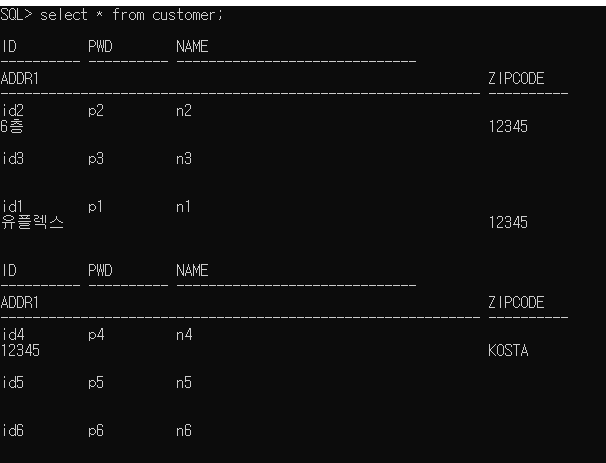 SQL> select * from customer;
ID PWD NAME
---------- ---------- ------------------------------
ADDR1 ZIPCODE
------------------------------------------------------------ ----------
id2 p2 n2
6층 12345
id3 p3 n3
id1 p1 n1
유플렉스 12345
ID PWD NAME
---------- ---------- ------------------------------
ADDR1 ZIPCODE
------------------------------------------------------------ ----------
id4 p4 n4
12345 KOSTA
id5 p5 n5
id6 p6 n6